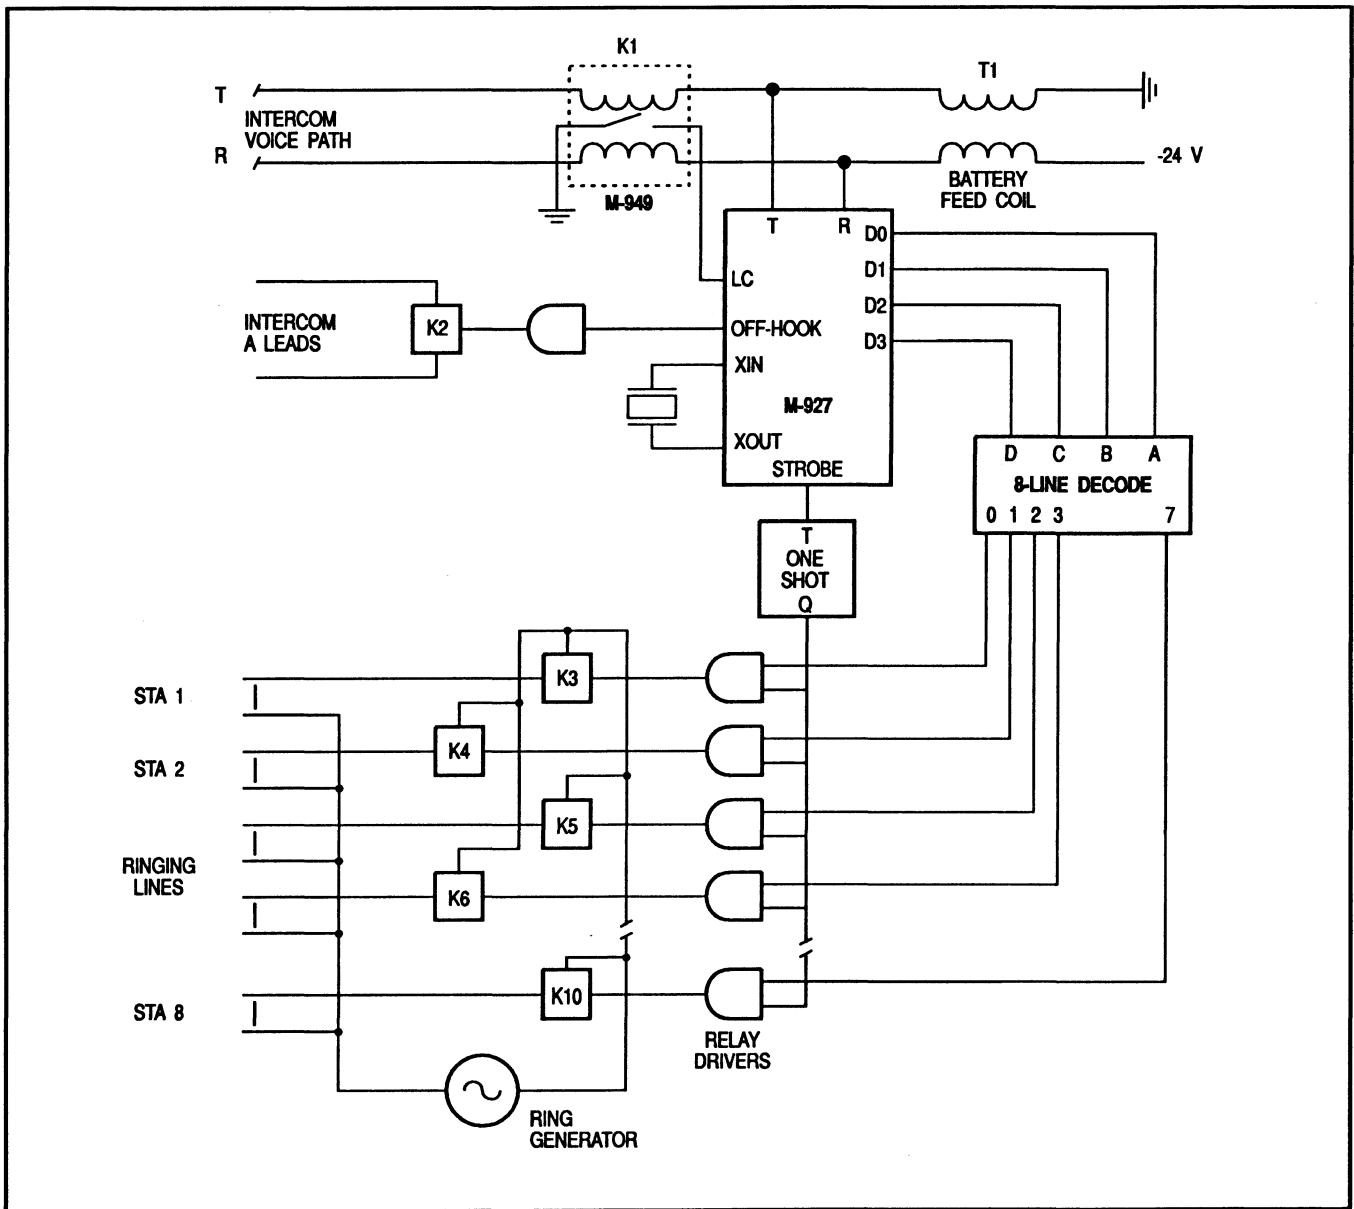 K1
T1
T
INTERCOM
VOICE PATH
R
-24 V
BATTERY
FEED COIL
M-949
T R
D0
D1
D2
D3
LC
OFF-HOOK
XIN
M-927
XOUT
STROBE
INTERCOM
A LEADS
K2
D C B A
8-LINE DECODE
0 1 2 3 7
T
ONE
SHOT
Q
K3
STA 1
K4
STA 2
K5
RINGING
LINES
K6
K10
STA 8
RELAY
DRIVERS
RING
GENERATOR